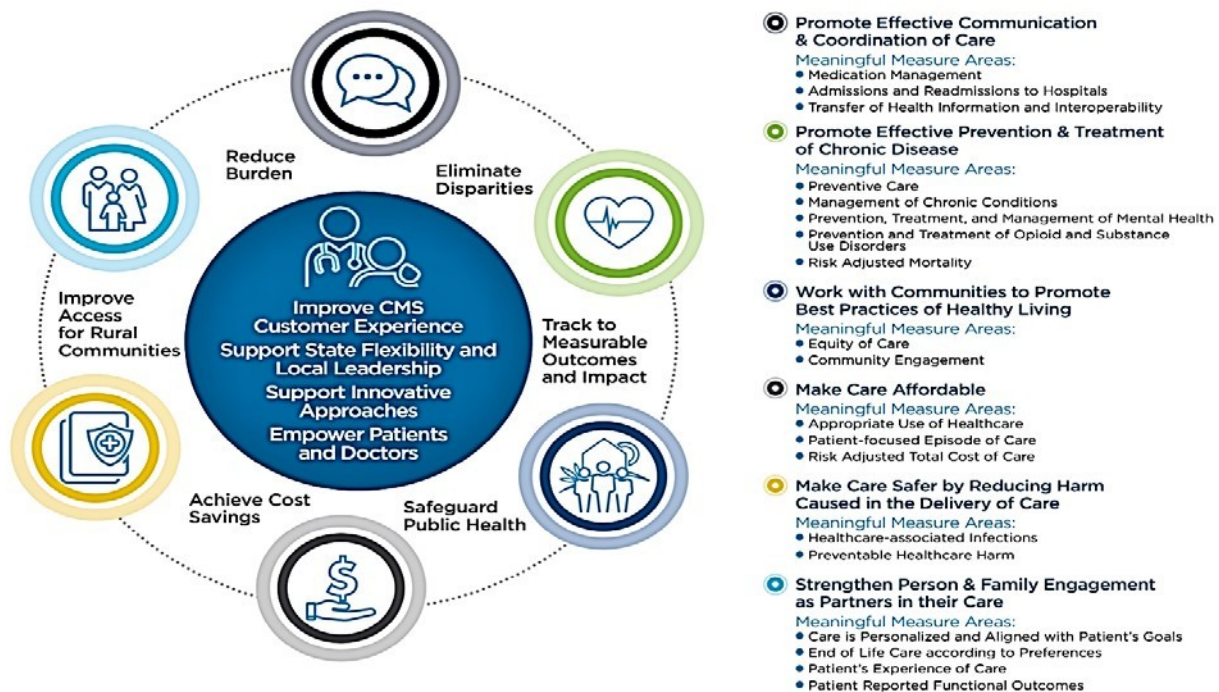 Reduce
Burden
Eliminate
Disparities
Improve
Access
for Rural
Communities
Improve CMS
Customer Experience
Support State Flexibility and
Local Leadership
Support Innovative
Approaches
Empower Patients
and Doctors
Track to
Measurable
Outcomes
and Impact
Achieve Cost
Savings
Safeguard
Public Health
$
Promote Effective Communication
& Coordination of Care
Meaningful Measure Areas:
• Medication Management
• Admissions and Readmissions to Hospitals
• Transfer of Health Information and Interoperability
Promote Effective Prevention & Treatment
of Chronic Disease
Meaningful Measure Areas:
• Preventive Care
• Management of Chronic Conditions
• Prevention, Treatment, and Management of Mental Health
• Prevention and Treatment of Opioid and Substance
Use Disorders
• Risk Adjusted Mortality
Work with Communities to Promote
Best Practices of Healthy Living
Meaningful Measure Areas:
• Equity of Care
• Community Engagement
Make Care Affordable
Meaningful Measure Areas:
• Appropriate Use of Healthcare
• Patient-focused Episode of Care
• Risk Adjusted Total Cost of Care
Make Care Safer by Reducing Harm
Caused in the Delivery of Care
Meaningful Measure Areas:
• Healthcare-associated Infections
• Preventable Healthcare Harm
Strengthen Person & Family Engagement
as Partners in their Care
Meaningful Measure Areas:
• Care is Personalized and Aligned with Patient's Goals
• End of Life Care according to Preferences
• Patient's Experience of Care
• Patient Reported Functional Outcomes